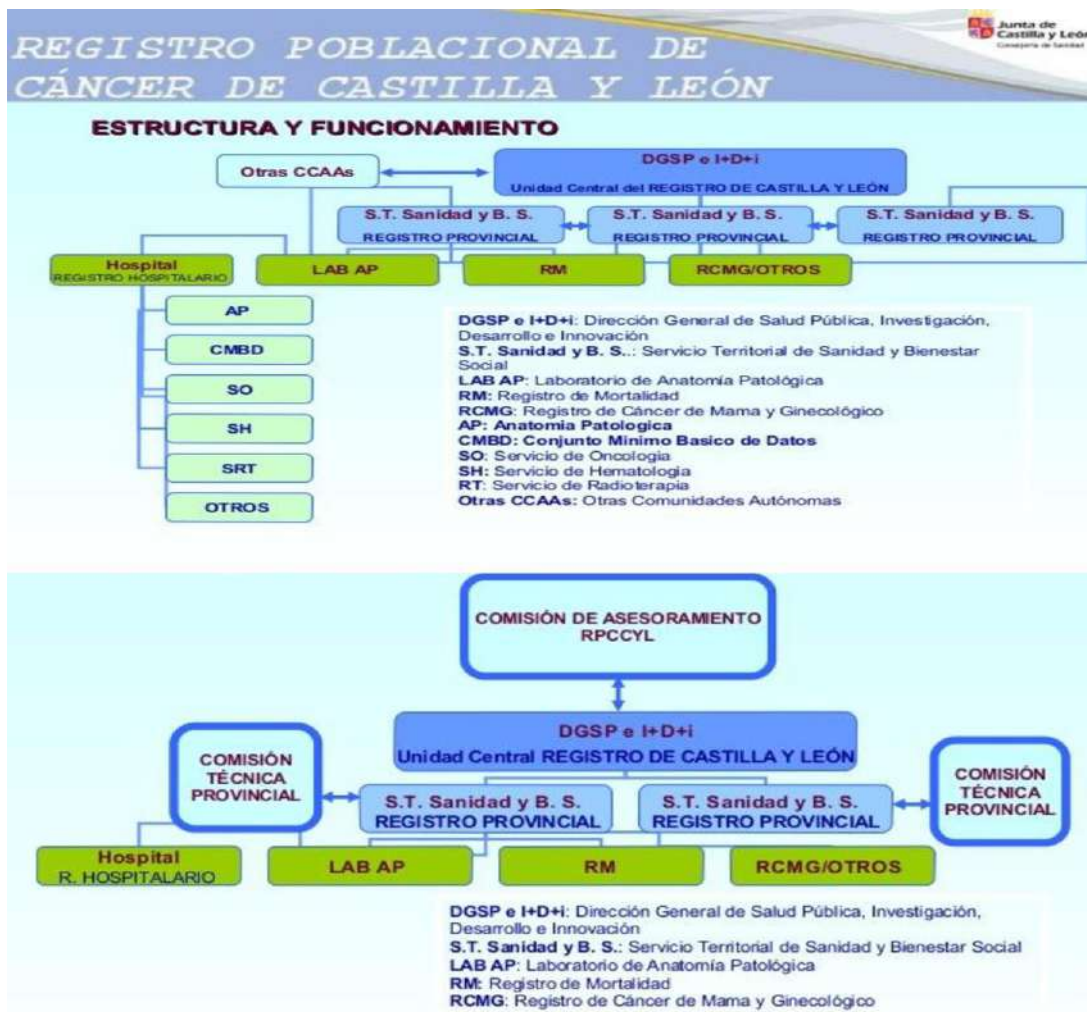 Junta de
Castilla y León
Consejería de Sanidad
REGISTRO POBLACIONAL DE
CÁNCER DE CASTILLA Y LEÓN
ESTRUCTURA Y FUNCIONAMIENTO
Otras CCAAs
DGSP e I+D+i
Unidad Central del REGISTRO DE CASTILLA Y LEÓN
S.T. Sanidad y B. S.
REGISTRO PROVINCIAL
S.T. Sanidad y B. S.
REGISTRO PROVINCIAL
S.T. Sanidad y B. S.
REGISTRO PROVINCIAL
Hospital
REGISTRO HOSPITALARIO
LAB AP
RM
RCMG/OTROS
AP
CMBD
SO
SH
SRT
OTROS
DGSP e I+D+i: Dirección General de Salud Pública, Investigación,
Desarrollo e Innovación
S.T. Sanidad y B. S..: Servicio Territorial de Sanidad y Bienestar
Social
LAB AP: Laboratorio de Anatomía Patológica
RM: Registro de Mortalidad
RCMG: Registro de Cáncer de Mama y Ginecológico
AP: Anatomia Patologica
CMBD: Conjunto Minimo Basico de Datos
SO: Servicio de Oncologia
SH: Servicio de Hematologia
RT: Servicio de Radioterapia
Otras CCAAs: Otras Comunidades Autónomas
COMISIÓN DE ASESORAMIENTO
RPCCYL
DGSP e I+D+i
Unidad Central REGISTRO DE CASTILLA Y LEÓN
COMISIÓN
TÉCNICA
PROVINCIAL
S.T. Sanidad y B. S.
REGISTRO PROVINCIAL
S.T. Sanidad y B. S.
REGISTRO PROVINCIAL
COMISIÓN
TÉCNICA
PROVINCIAL
Hospital
R. HOSPITALARIO
LAB AP
RM
RCMG/OTROS
DGSP e I+D+i: Dirección General de Salud Pública, Investigación,
Desarrollo e Innovación
S.T. Sanidad y B. S.: Servicio Territorial de Sanidad y Bienestar Social
LAB AP: Laboratorio de Anatomía Patológica
RM: Registro de Mortalidad
RCMG: Registro de Cáncer de Mama y Ginecológico